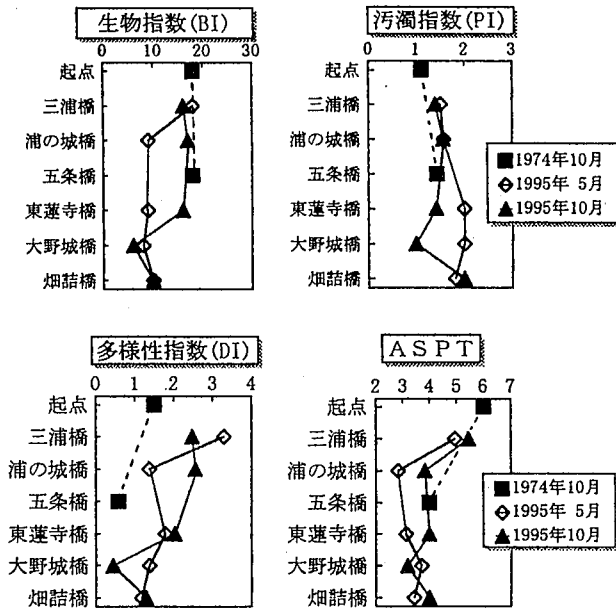 生物指数(BI)
0 10 20 30
起点
三浦橋
浦の城橋
五条橋
東蓮寺橋
大野城橋
畑詰橋
汚濁指数(PI)
0 1 2 3
起点
三浦橋
浦の城橋
五条橋
東蓮寺橋
大野城橋
畑詰橋
1974年10月
1995年 5月
1995年10月
多様性指数(DI)
0 1 2 3 4
起点
三浦橋
浦の城橋
五条橋
東蓮寺橋
大野城橋
畑詰橋
ASPT
2 3 4 5 6 7
起点
三浦橋
浦の城橋
五条橋
東蓮寺橋
大野城橋
畑詰橋
1974年10月
1995年 5月
1995年10月